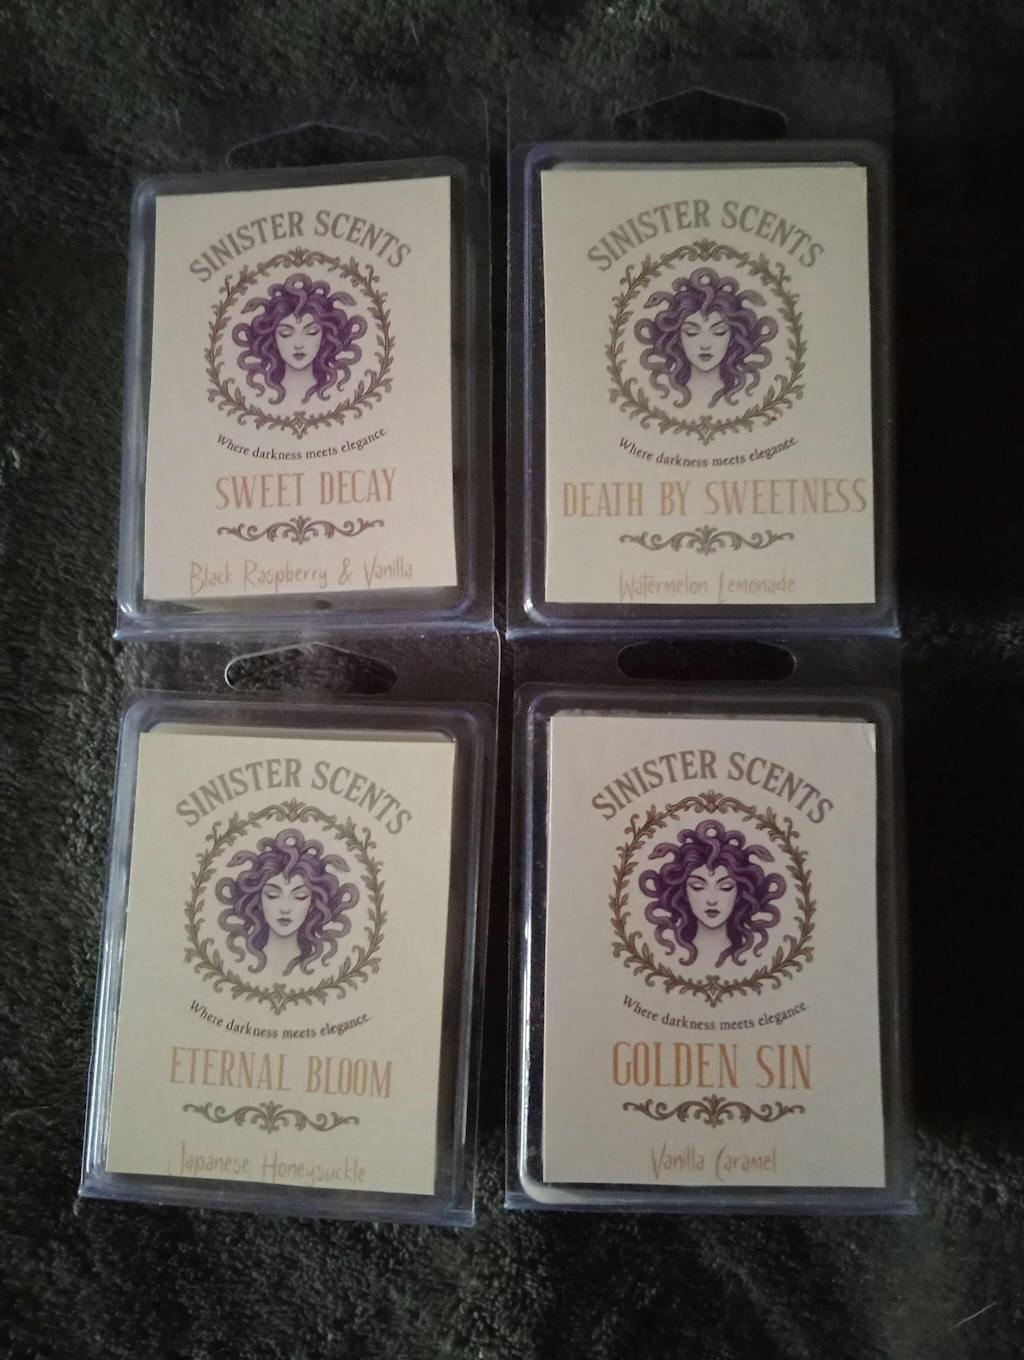 SINISTER SCENTS
Where darkness meets elegance.
SWEET DECAY
Black Raspberry & Vanilla
SINISTER SCENTS
Where darkness meets elegance.
DEATH BY SWEETNESS
Watermelon Lemonade
SINISTER SCENTS
Where darkness meets elegance.
ETERNAL BLOOM
Japanese Honeysuckle
SINISTER SCENTS
Where darkness meets elegance.
GOLDEN SIN
Vanilla Caramel